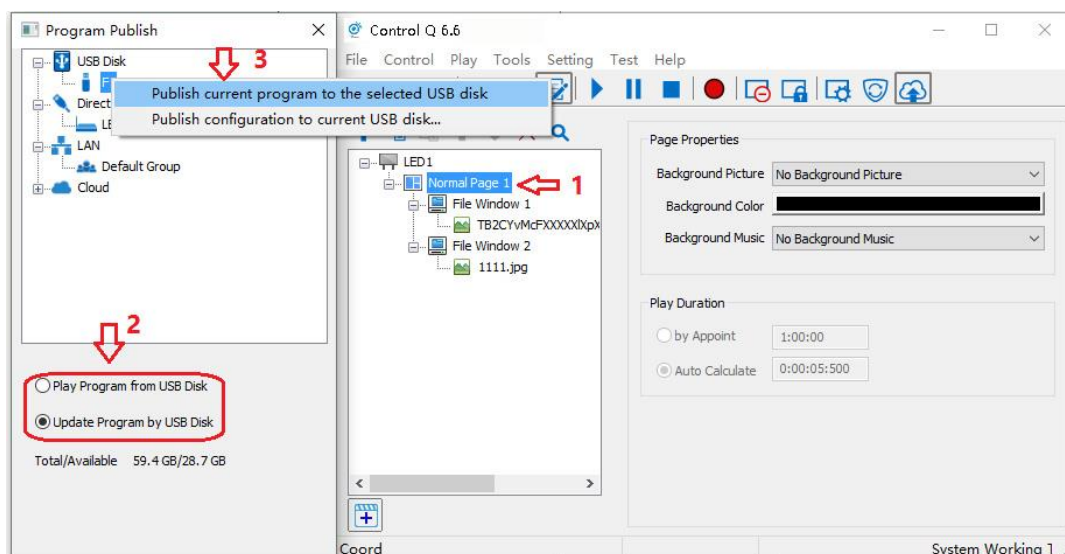 Program Publish
USB Disk
Direct
LAN
Default Group
Cloud
3
Publish current program to the selected USB disk
Publish configuration to current USB disk...
2
Play Program from USB Disk
Update Program by USB Disk
Total/Available 59.4 GB/28.7 GB
Control Q 6.6
File Control Play Tools Setting Test Help
LED1
Normal Page 1
1
File Window 1
File Window 2
1111.jpg
Page Properties
Background Picture No Background Picture
Background Color
Background Music No Background Music
Play Duration
by Appoint 1:00:00
Auto Calculate 0:00:05:500
Coord
System Working